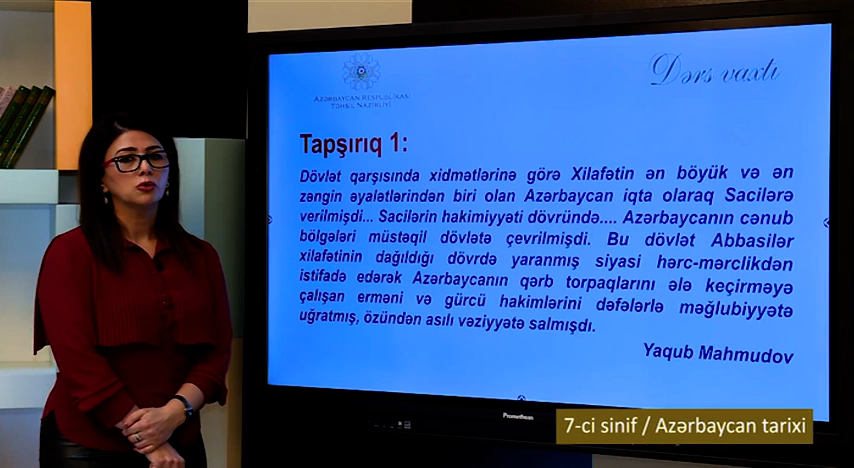 Dərs vaxtı
AZƏRBAYCAN RESPUBLİKASI
TƏHSİL NAZİRLİYİ
Tapşırıq 1:
Dövlət qarşısında xidmətlərinə görə Xilafətin ən böyük və ən
zəngin əyalətlərindən biri olan Azərbaycan iqta olaraq Sacilərə
verilmişdi... Sacilərin hakimiyyəti dövründə.... Azərbaycanın cənub
bölgələri müstəqil dövlətə çevrilmişdi. Bu dövlət Abbasilər
xilafətinin dağıldığı dövrdə yaranmış siyasi hərc-mərclikdən
istifadə edərək Azərbaycanın qərb torpaqlarını ələ keçirməyə
çalışan erməni və gürcü hakimlərini dəfələrlə məğlubiyyətə
uğratmış, özündən asılı vəziyyətə salmışdı.
Yaqub Mahmudov
Promethean
7-ci sinif / Azərbaycan tarixi